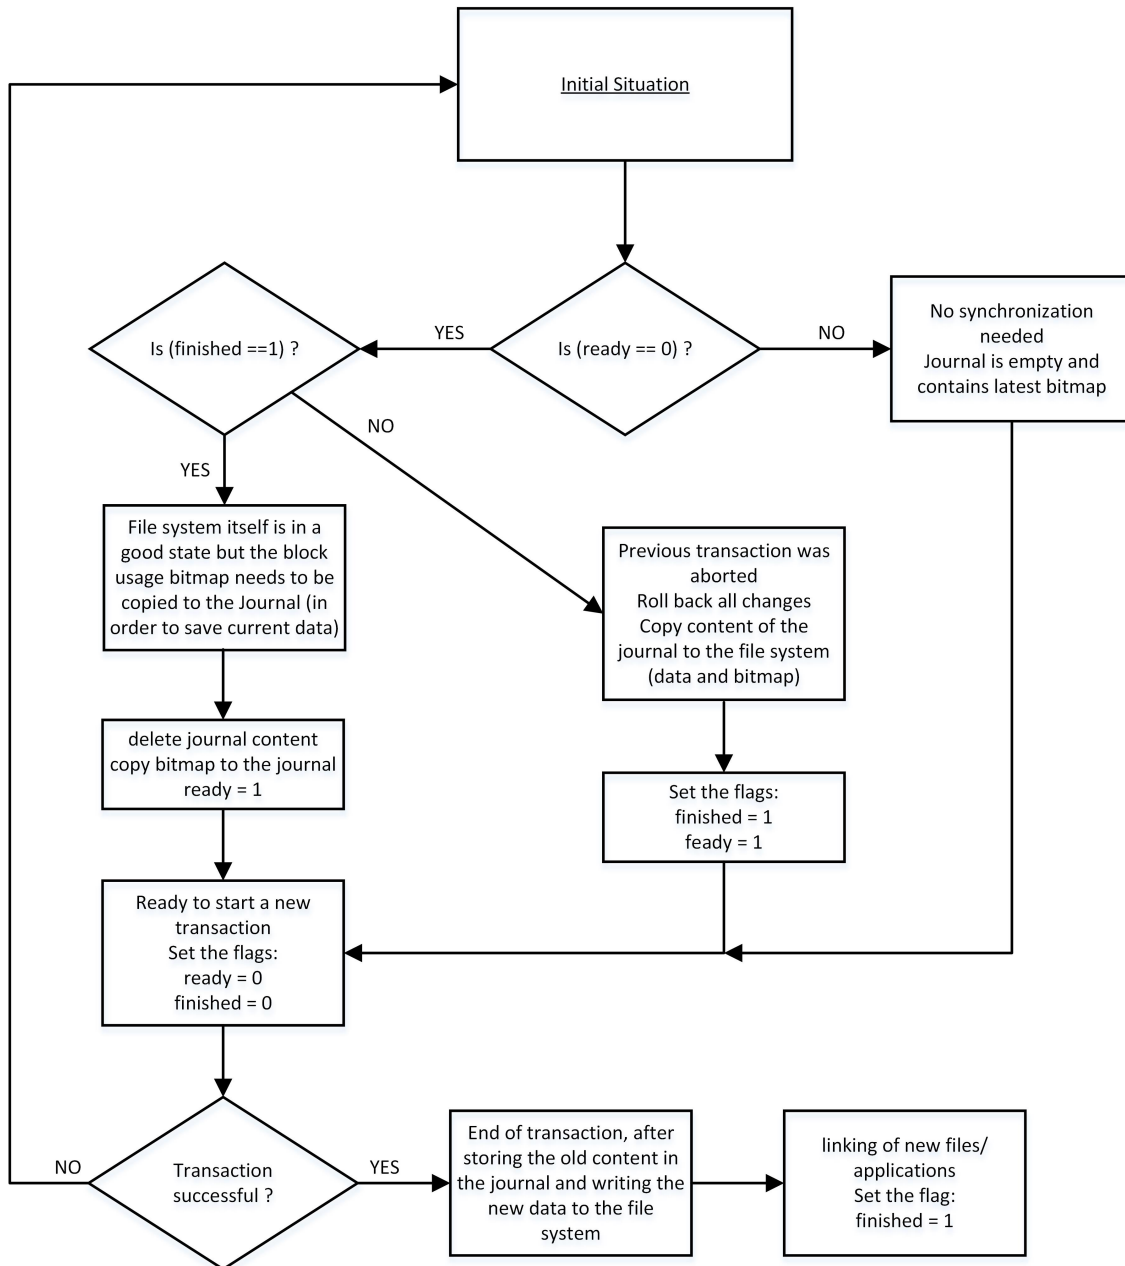 Initial Situation
Is (finished ==1) ?
YES
Is (ready == 0) ?
NO
No synchronization
needed
Journal is empty and
contains latest bitmap
NO
YES
File system itself is in a
good state but the block
usage bitmap needs to be
copied to the Journal (in
order to save current data)
Previous transaction was
aborted
Roll back all changes
Copy content of the
journal to the file system
(data and bitmap)
delete journal content
copy bitmap to the journal
ready = 1
Set the flags:
finished = 1
feady = 1
Ready to start a new
transaction
Set the flags:
ready = 0
finished = 0
NO
Transaction
successful ?
YES
End of transaction, after
storing the old content in
the journal and writing the
new data to the file
system
linking of new files/
applications
Set the flag:
finished = 1